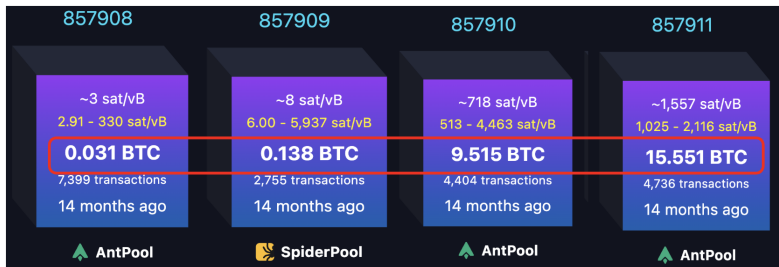 857908
~3 sat/vB
2.91 - 330 sat/vB
0.031 BTC
7,399 transactions
14 months ago
AntPool
857909
~8 sat/vB
6.00 - 5,937 sat/vB
0.138 BTC
2,755 transactions
14 months ago
SpiderPool
857910
~718 sat/vB
513 - 4,463 sat/vB
9.515 BTC
4,404 transactions
14 months ago
AntPool
857911
~1,557 sat/vB
1,025 - 2,116 sat/vB
15.551 BTC
4,736 transactions
14 months ago
AntPool